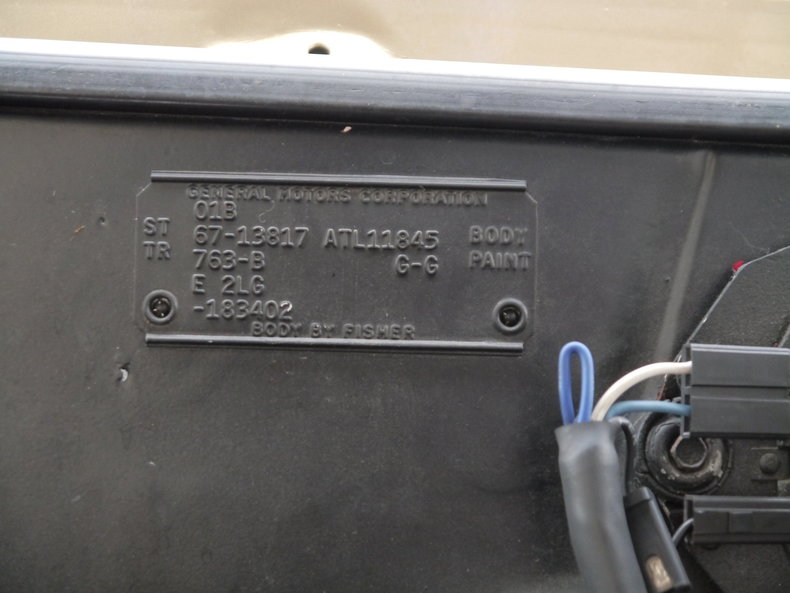 GENERAL MOTORS CORPORATION
01B
ST 67-13817 ATL11845 BODY
TR 763-B G-G PAINT
E 2LG
-183402
BODY BY FISHER